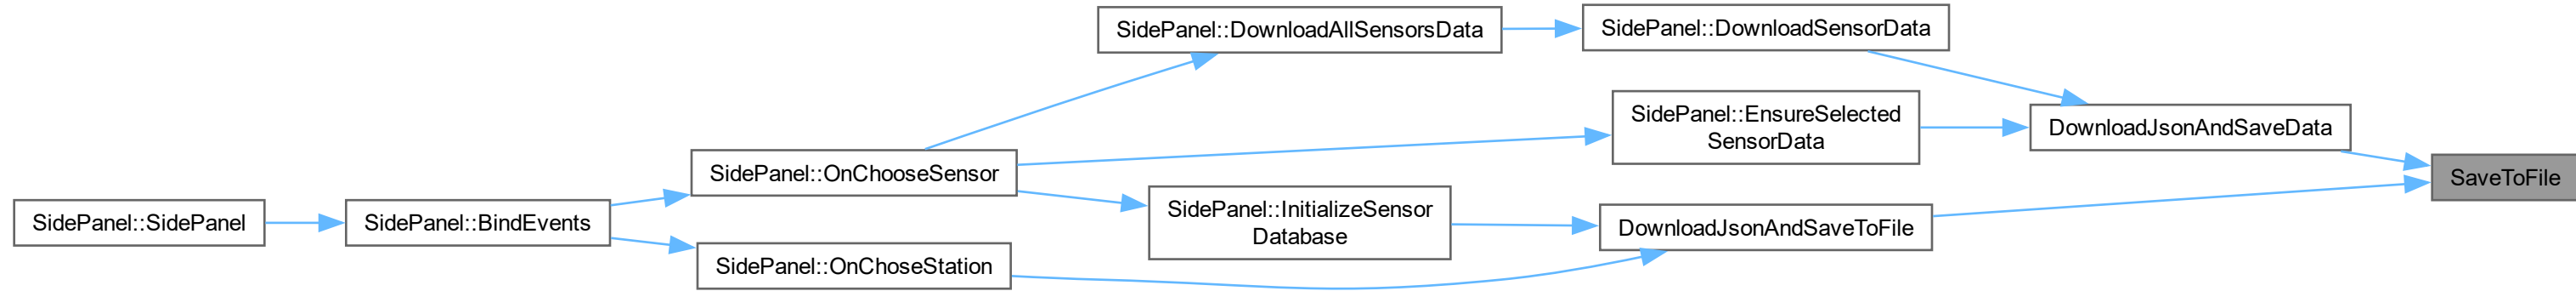 SidePanel::DownloadAllSensorsData
SidePanel::DownloadSensorData
SidePanel::EnsureSelected
SensorData
DownloadJsonAndSaveData
SidePanel::OnChooseSensor
SaveToFile
SidePanel::SidePanel
SidePanel::BindEvents
SidePanel::InitializeSensor
Database
DownloadJsonAndSaveToFile
SidePanel::OnChoseStation